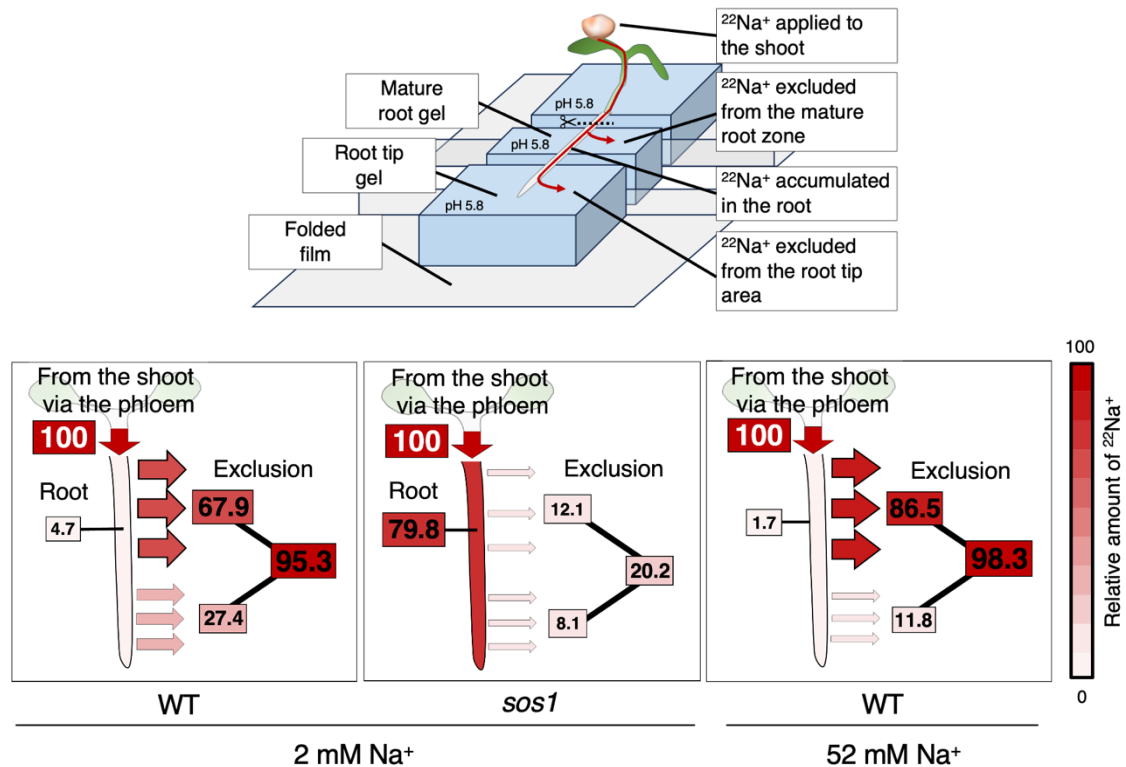 ²²Na⁺ applied to
the shoot
Mature
root gel
pH 5.8
²²Na⁺ excluded
from the mature
root zone
Root tip
gel
pH 5.8
²²Na⁺ accumulated
in the root
pH 5.8
Folded
film
²²Na⁺ excluded
from the root tip
area
From the shoot
via the phloem
100
Exclusion
Root
67.9
4.7
95.3
27.4
WT
From the shoot
via the phloem
100
Exclusion
Root
12.1
79.8
20.2
8.1
sos1
2 mM Na⁺
From the shoot
via the phloem
100
Exclusion
86.5
1.7
98.3
11.8
WT
52 mM Na⁺
100
Relative amount of ²²Na⁺
0